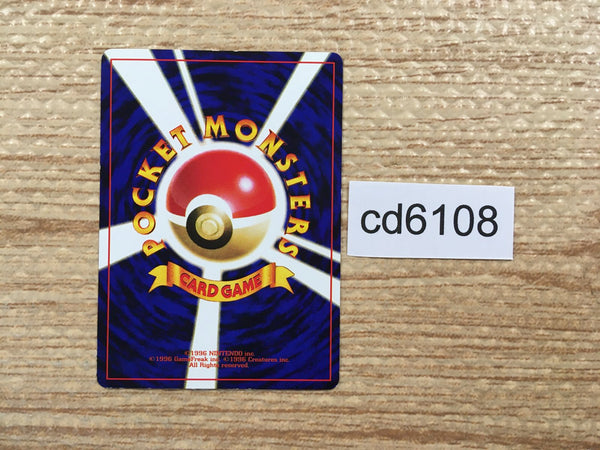 POCKET MONSTERS
CARD GAME
©1996 NINTENDO inc.
©1996 GameFreak inc. ©1996 Creatures inc.
All Rights reserved.
cd6108